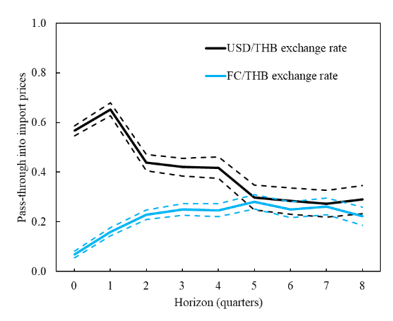 1.0
0.8
0.6
0.4
0.2
0.0
Pass-through into import prices
USD/THB exchange rate
FC/THB exchange rate
0 1 2 3 4 5 6 7 8
Horizon (quarters)